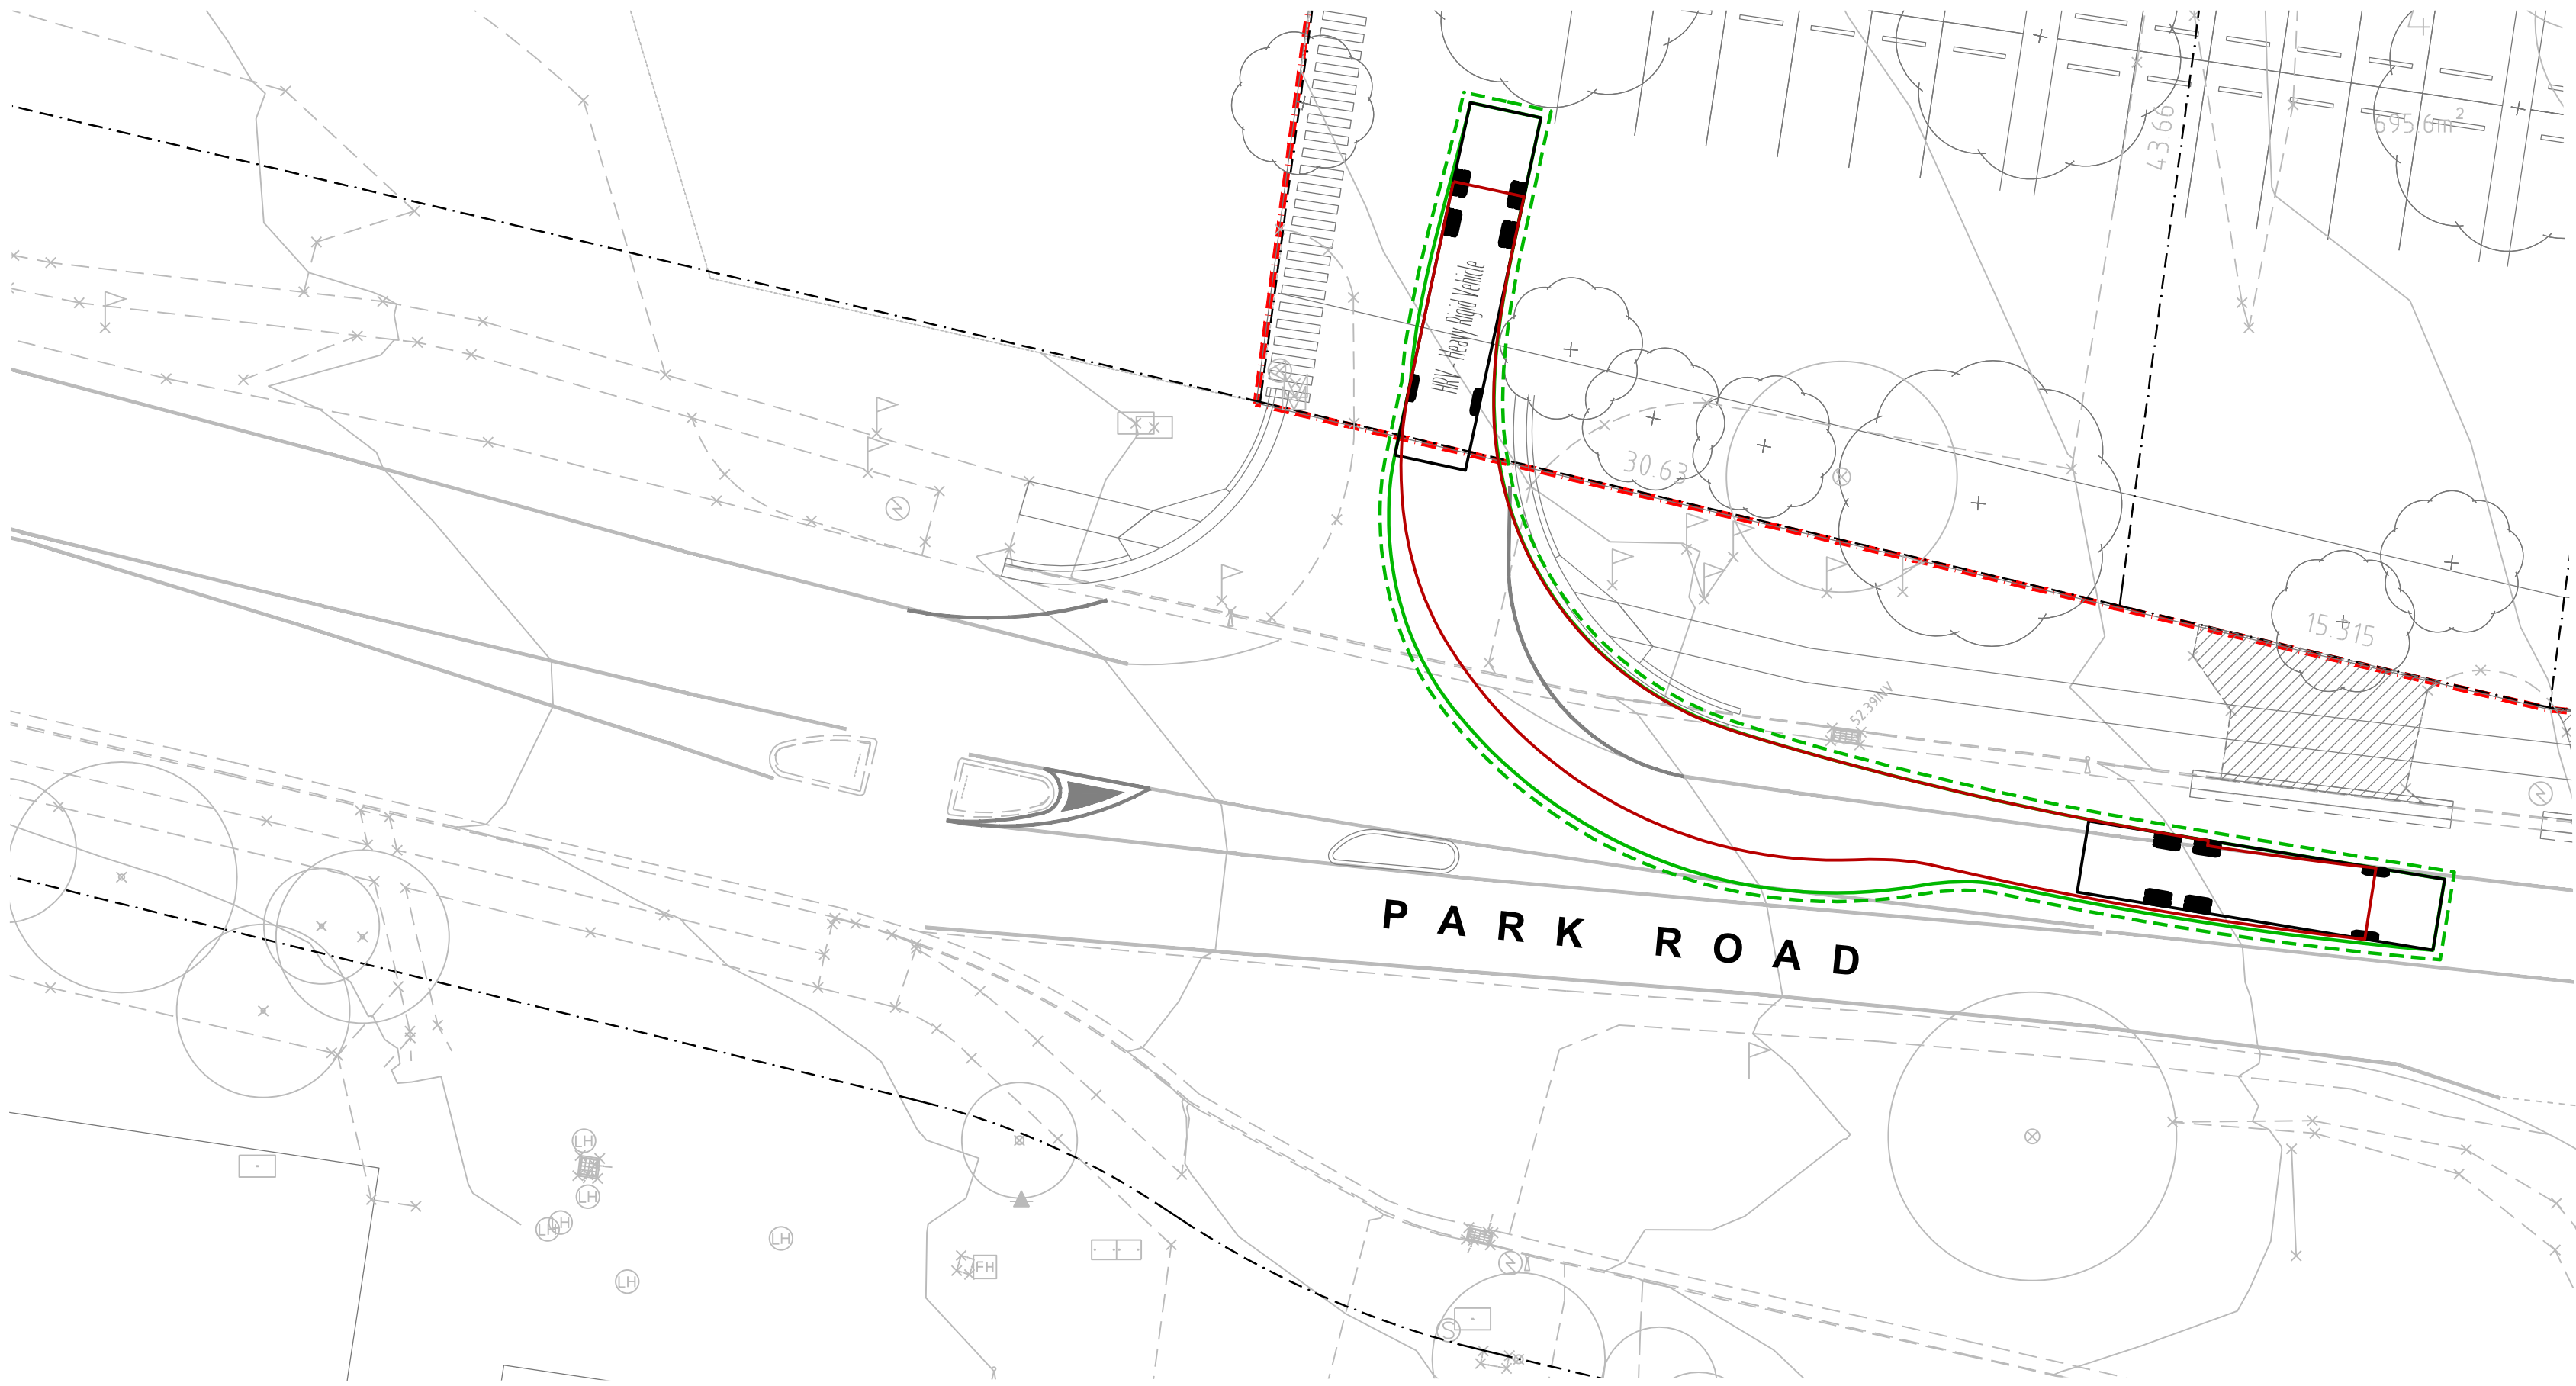 43.66
695.6m²
HRV - Heavy Rigid Vehicle
30.63
15.315
52.39INV
PARK ROAD
LH
LH
LH
LH
LH
LH
FH
S